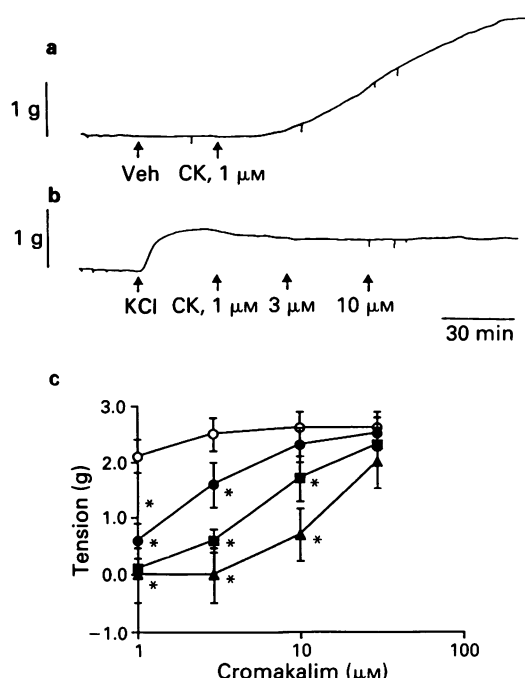 a
1 g
Veh CK, 1 μM
b
1 g
KCl CK, 1 μM 3 μM 10 μM
30 min
c
3.0
2.0
1.0
0.0
−1.0
Tension (g)
* * * * * * * *
1 10 100
Cromakalim (μM)